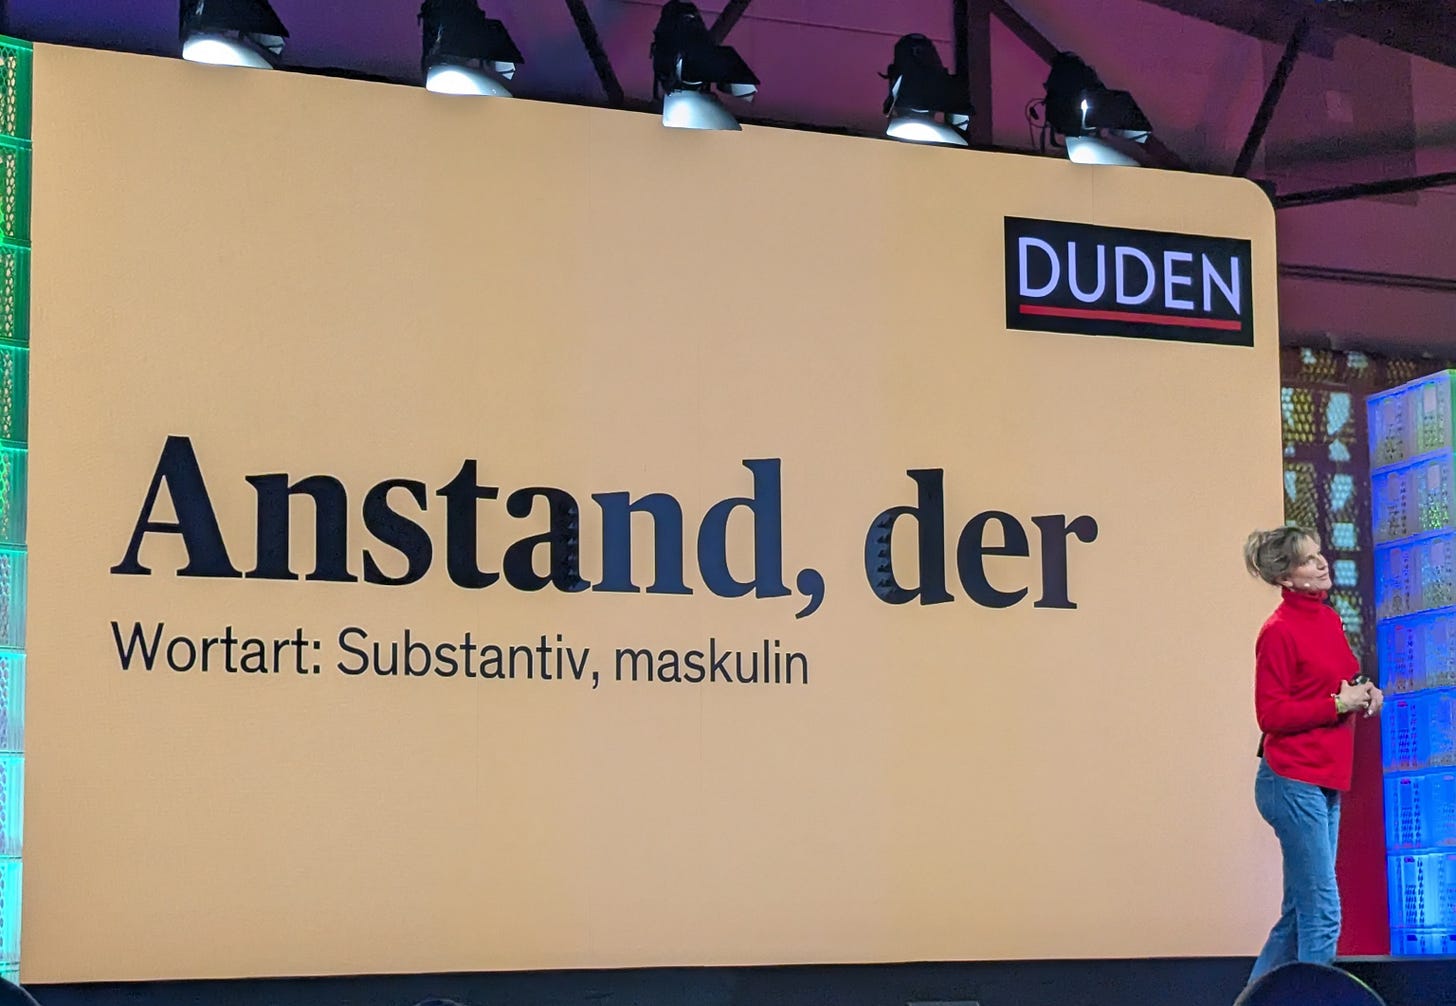 DUDEN
Anstand, der
Wortart: Substantiv, maskulin